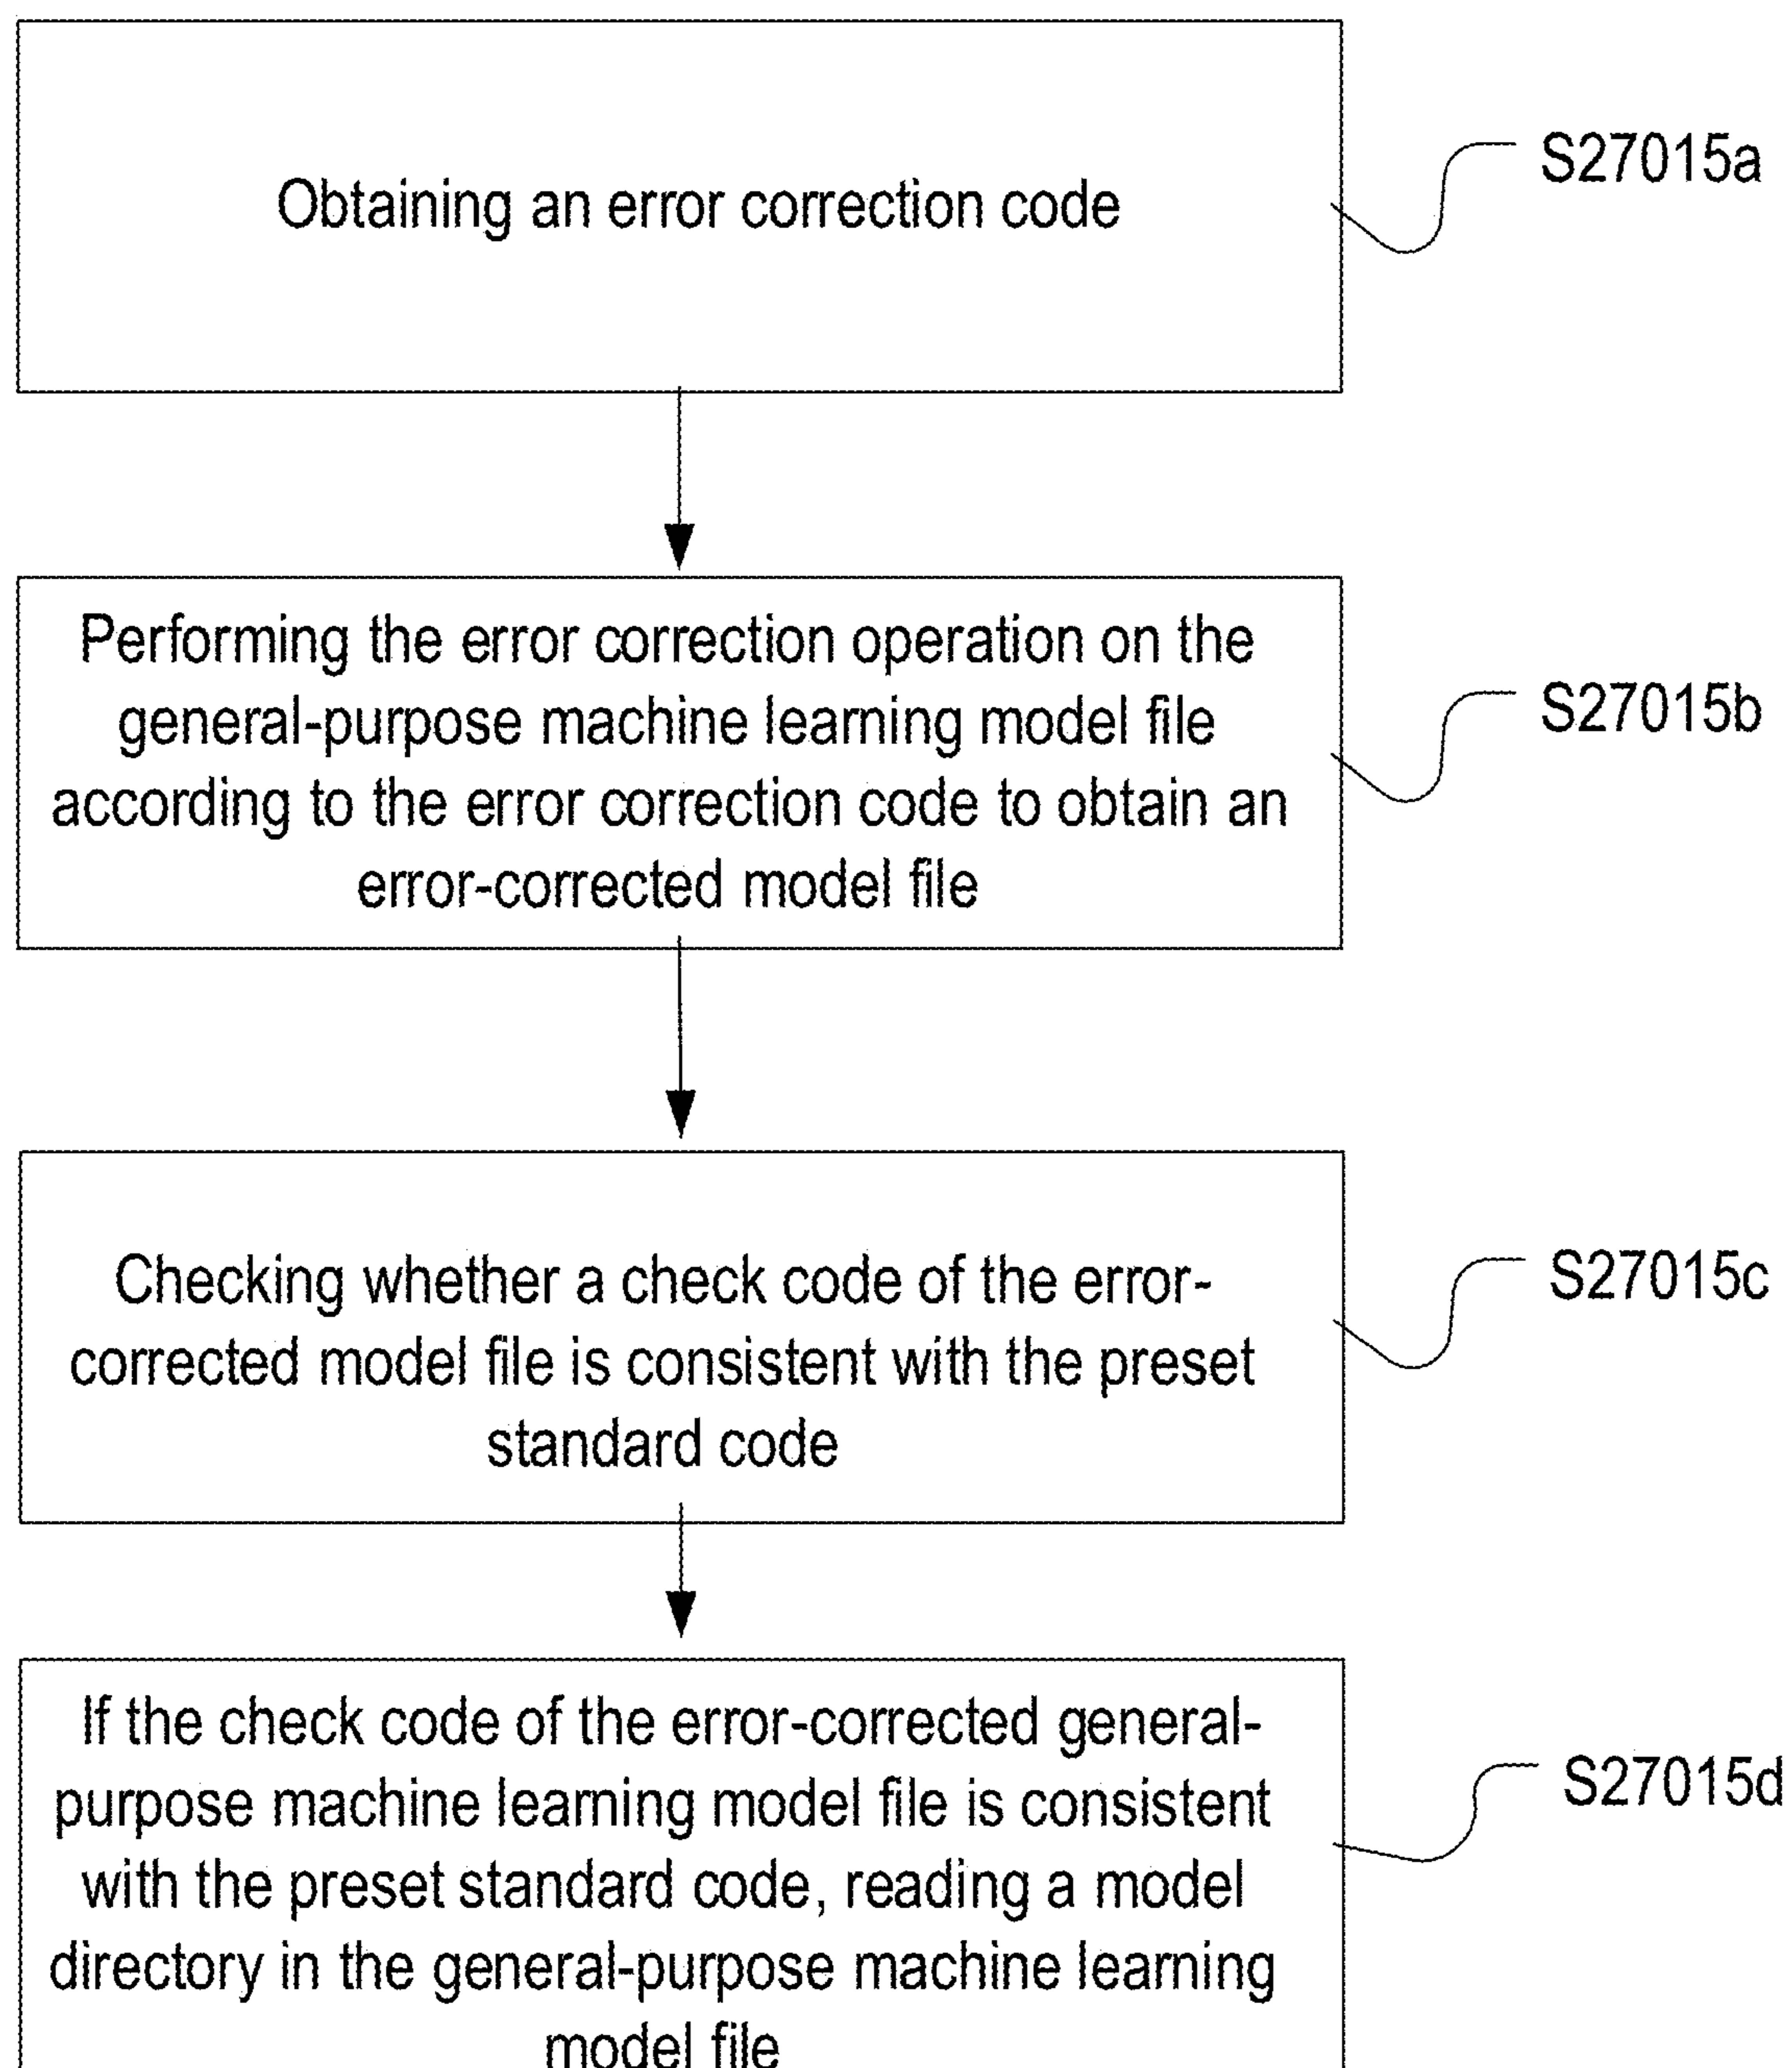 Obtaining an error correction code
S27015a
Performing the error correction operation on the
general-purpose machine learning model file
according to the error correction code to obtain an
error-corrected model file
S27015b
Checking whether a check code of the error-
corrected model file is consistent with the preset
standard code
S27015c
If the check code of the error-corrected general-
purpose machine learning model file is consistent
with the preset standard code, reading a model
directory in the general-purpose machine learning
model file
S27015d